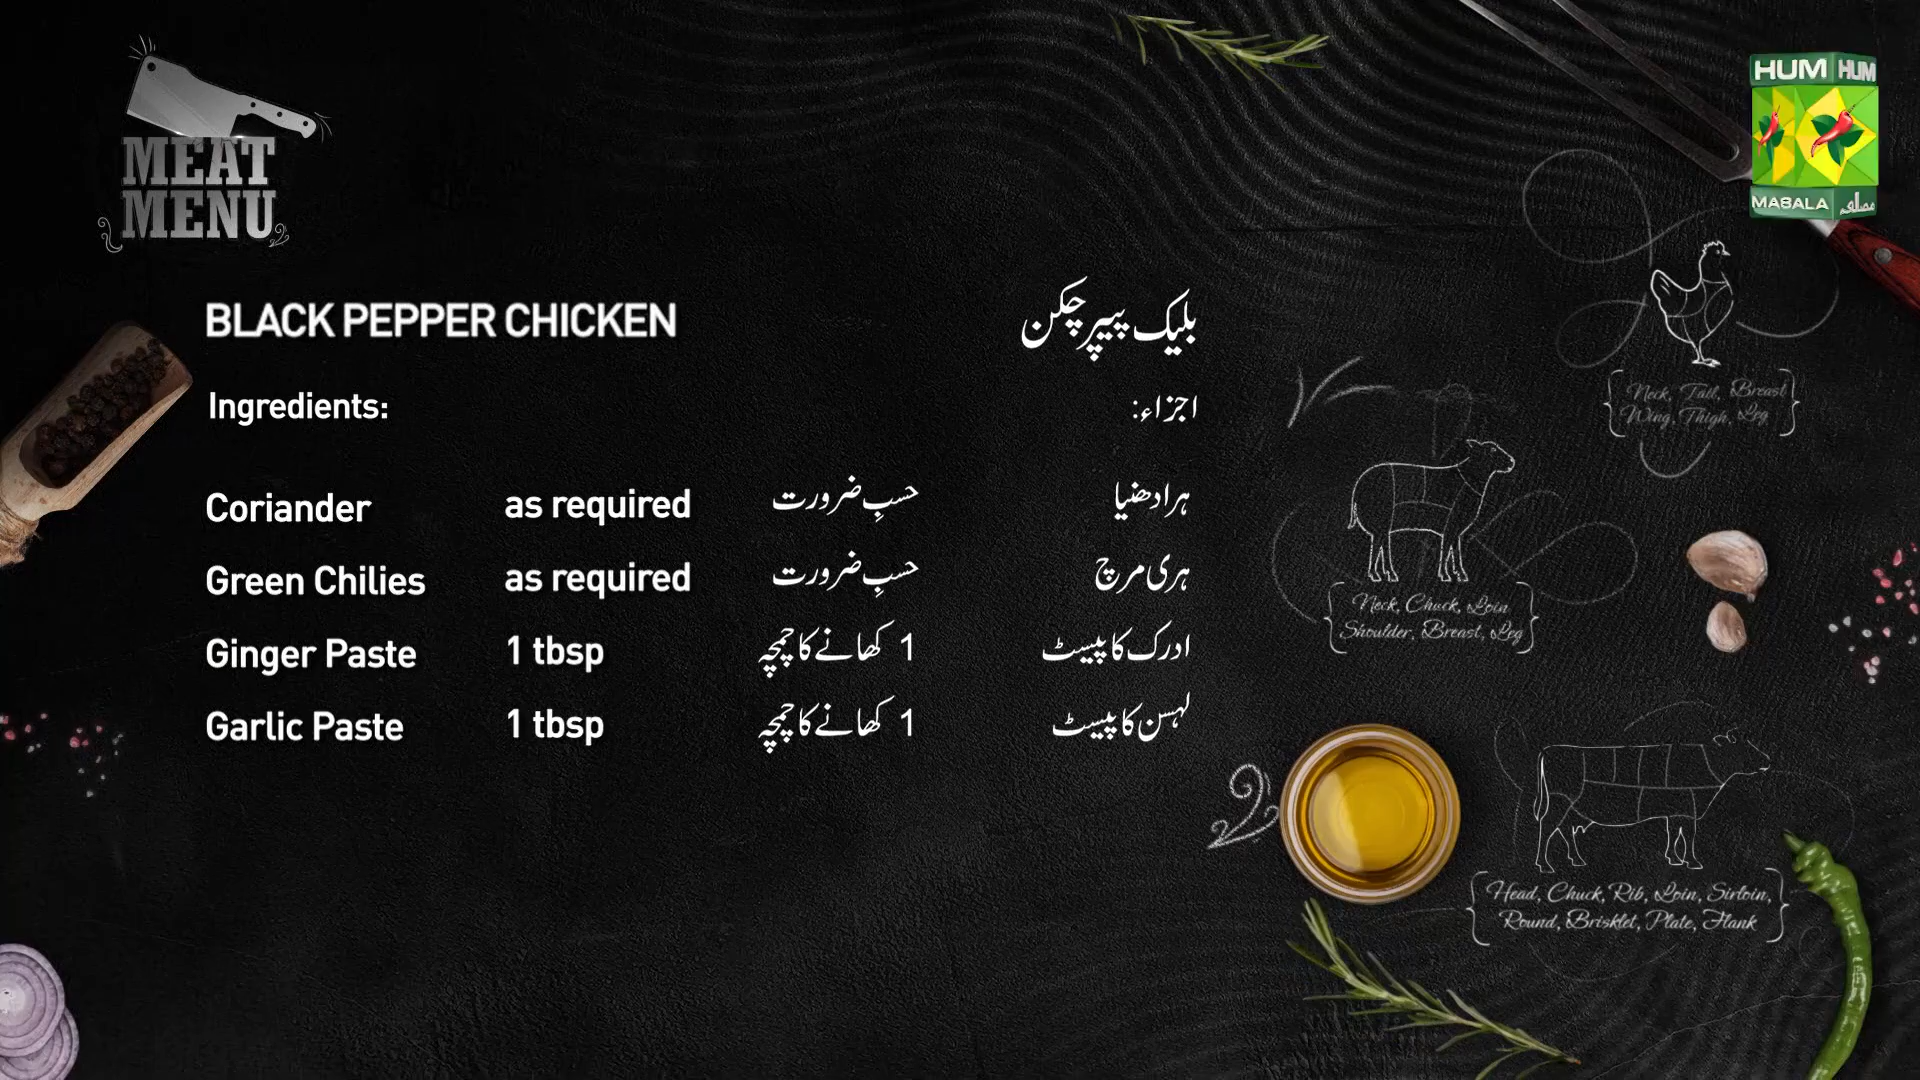 MEAT
MENU
HUM HUM
MASALA مصالحہ
BLACK PEPPER CHICKEN بلیک پیپر چکن
Ingredients: اجزاء:
Coriander as required حسبِ ضرورت ہرا دھنیا
Green Chilies as required حسبِ ضرورت ہری مرچ
Ginger Paste 1 tbsp 1 کھانے کا چمچہ ادرک کا پیسٹ
Garlic Paste 1 tbsp 1 کھانے کا چمچہ لہسن کا پیسٹ
Neck, Tail, Breast
Wing, Thigh, Leg
Neck, Chuck, Loin
Shoulder, Breast, Leg
Head, Chuck, Rib, Loin, Sirloin,
Round, Brisklet, Plate, Flank